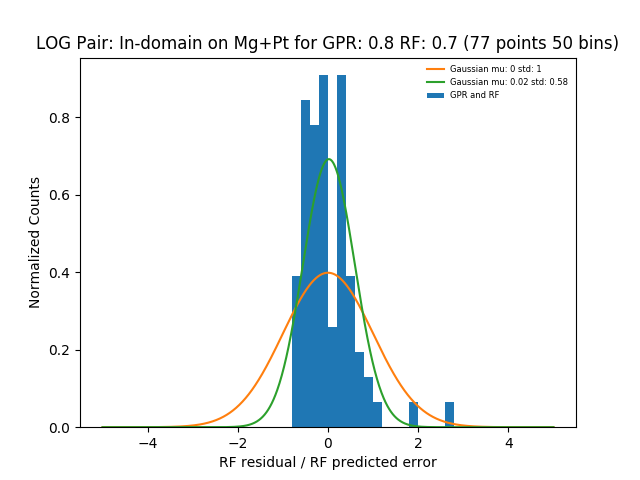 LOG Pair: In-domain on Mg+Pt for GPR: 0.8 RF: 0.7 (77 points 50 bins)
Gaussian mu: 0 std: 1
Gaussian mu: 0.02 std: 0.58
GPR and RF
Normalized Counts
0.8
0.6
0.4
0.2
0.0
−4 −2 0 2 4
RF residual / RF predicted error